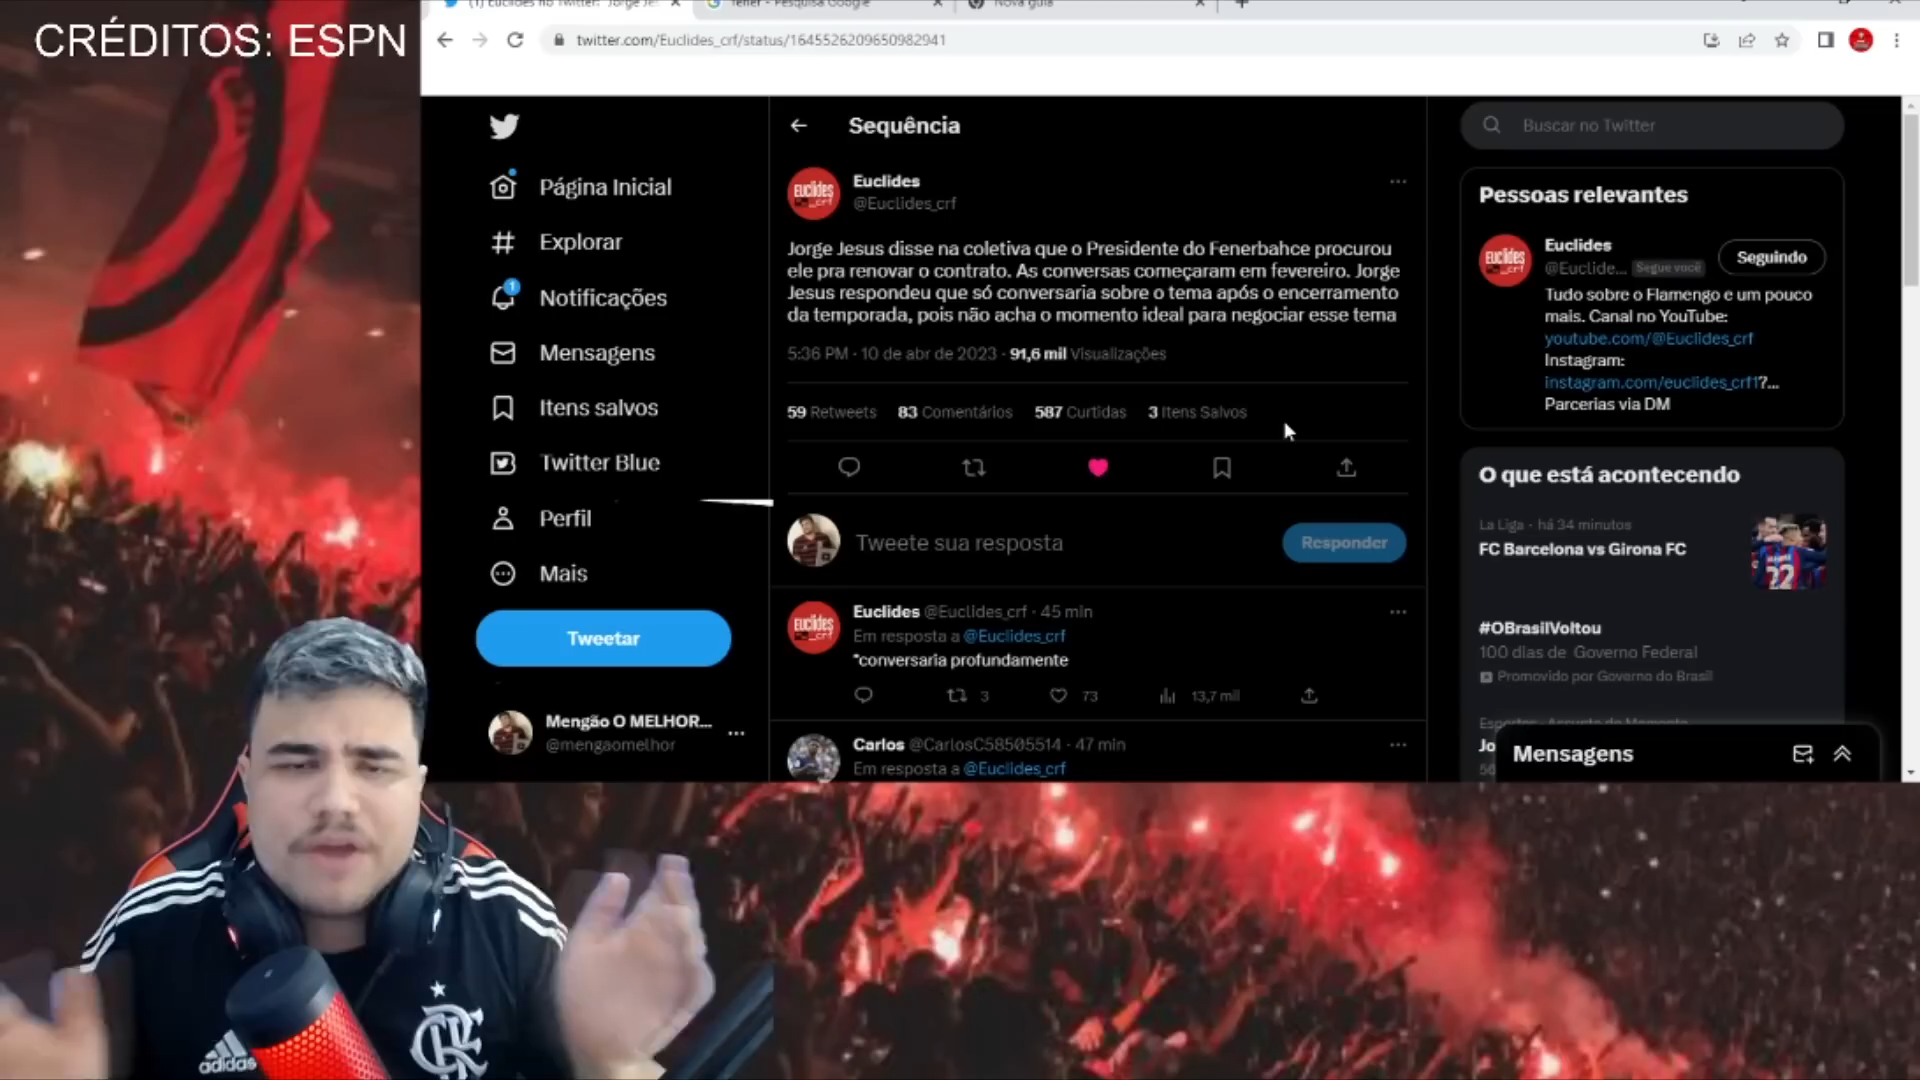 CRÉDITOS: ESPN
Nova guia
twitter.com/Euclides_crf/status/1645526209650982941
Sequência
Buscar no Twitter
Página Inicial
Explorar
1
Notificações
Mensagens
Itens salvos
Twitter Blue
Perfil
Mais
Tweetar
Mengão O MELHOR...
@mengaomelhor
Euclides
@Euclides_crf
Jorge Jesus disse na coletiva que o Presidente do Fenerbahce procurou
ele pra renovar o contrato. As conversas começaram em fevereiro. Jorge
Jesus respondeu que só conversaria sobre o tema após o encerramento
da temporada, pois não acha o momento ideal para negociar esse tema
5:36 PM · 10 de abr de 2023 · 91,6 mil Visualizações
59 Retweets 83 Comentários 587 Curtidas 3 Itens Salvos
Tweete sua resposta
Responder
Euclides @Euclides_crf · 45 min
Em resposta a @Euclides_crf
*conversaria profundamente
3 73 13,7 mil
Carlos @CarlosC58505514 · 47 min
Em resposta a @Euclides_crf
Pessoas relevantes
Euclides
@Euclide... Segue você
Seguindo
Tudo sobre o Flamengo e um pouco
mais. Canal no YouTube:
youtube.com/@Euclides_crf
Instagram:
instagram.com/euclides_crf1?...
Parcerias via DM
O que está acontecendo
La Liga · há 34 minutos
FC Barcelona vs Girona FC
#OBrasilVoltou
100 dias de Governo Federal
Promovido por Governo do Brasil
Jo
Mensagens
adidas
CRF